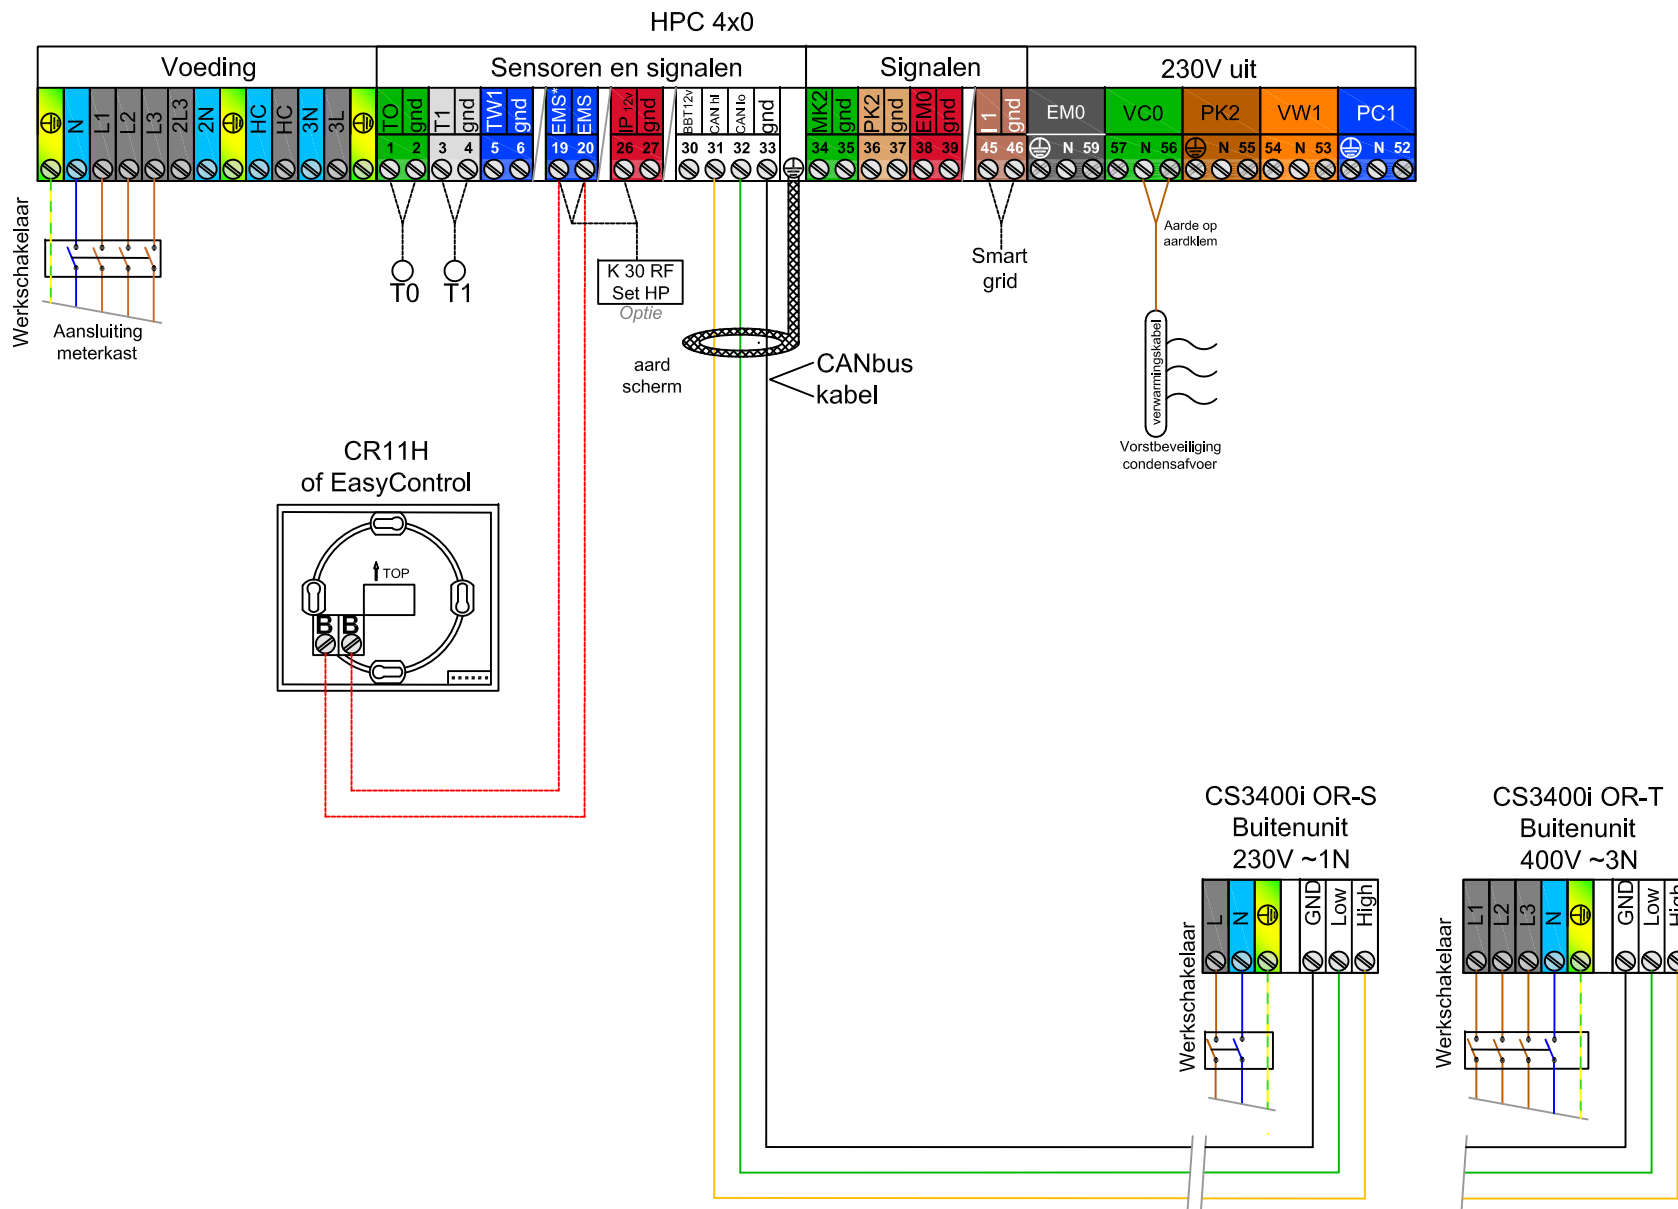 HPC 4x0
Voeding
Sensoren en signalen
Signalen
230V uit
N L1 L2 L3 2L3 2N HC HC 3N 3L
TO gnd T1 gnd TW1 gnd EMS* EMS IP 12v gnd BBT12v CAN hI CAN lo gnd
MK2 gnd PK2 gnd EM0 gnd I 1 gnd
EM0 VC0 PK2 VW1 PC1
1 2 3 4 5 6 19 20 26 27 30 31 32 33
34 35 36 37 38 39 45 46
N 59 57 N 56 N 55 54 N 53 N 52
Werkschakelaar
Aansluiting
meterkast
T0
T1
K 30 RF
Set HP
Optie
aard
scherm
CANbus
kabel
Smart
grid
Aarde op
aardklem
verwarmingskabel
Vorstbeveiliging
condensafvoer
CR11H
of EasyControl
TOP
B B
CS3400i OR-S
Buitenunit
230V ~1N
L N GND Low High
Werkschakelaar
CS3400i OR-T
Buitenunit
400V ~3N
L1 L2 L3 N GND Low High
Werkschakelaar